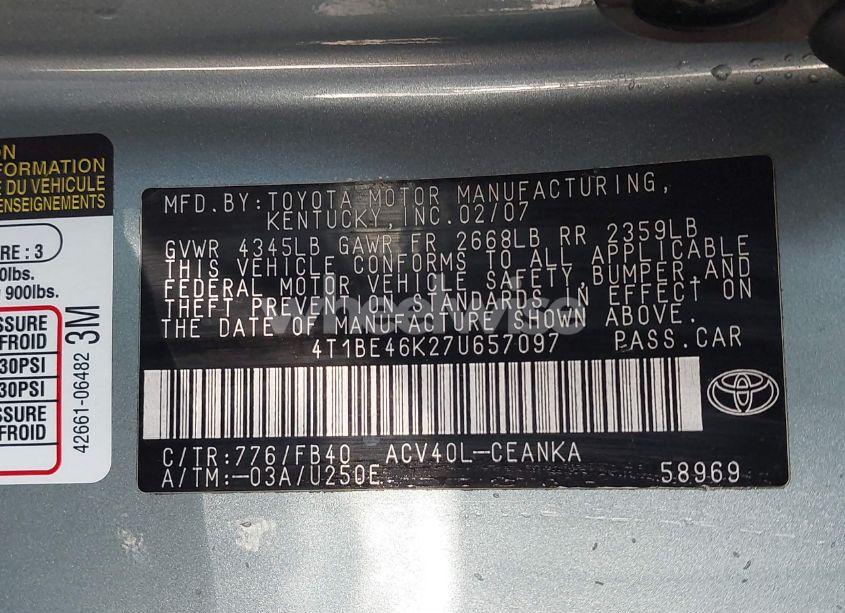 ON
FORMATION
E DU VÉHICULE
ENSEIGNEMENTS
RE : 3
0lbs.
900lbs.
SSURE
FROID
30PSI
30PSI
SSURE
FROID
42661-06482 3M
MFD.BY:TOYOTA MOTOR MANUFACTURING,
KENTUCKY,INC.02/07
GVWR 4345LB GAWR FR 2668LB RR 2359LB
THIS VEHICLE CONFORMS TO ALL APPLICABLE
FEDERAL MOTOR VEHICLE SAFETY,BUMPER,AND
THEFT PREVENTION STANDARDS IN EFFECT ON
THE DATE OF MANUFACTURE SHOWN ABOVE.
4T1BE46K27U657097 PASS.CAR
C/TR:776/FB40 ACV40L-CEANKA
A/TM:-03A/U250E 58969
wheelwise